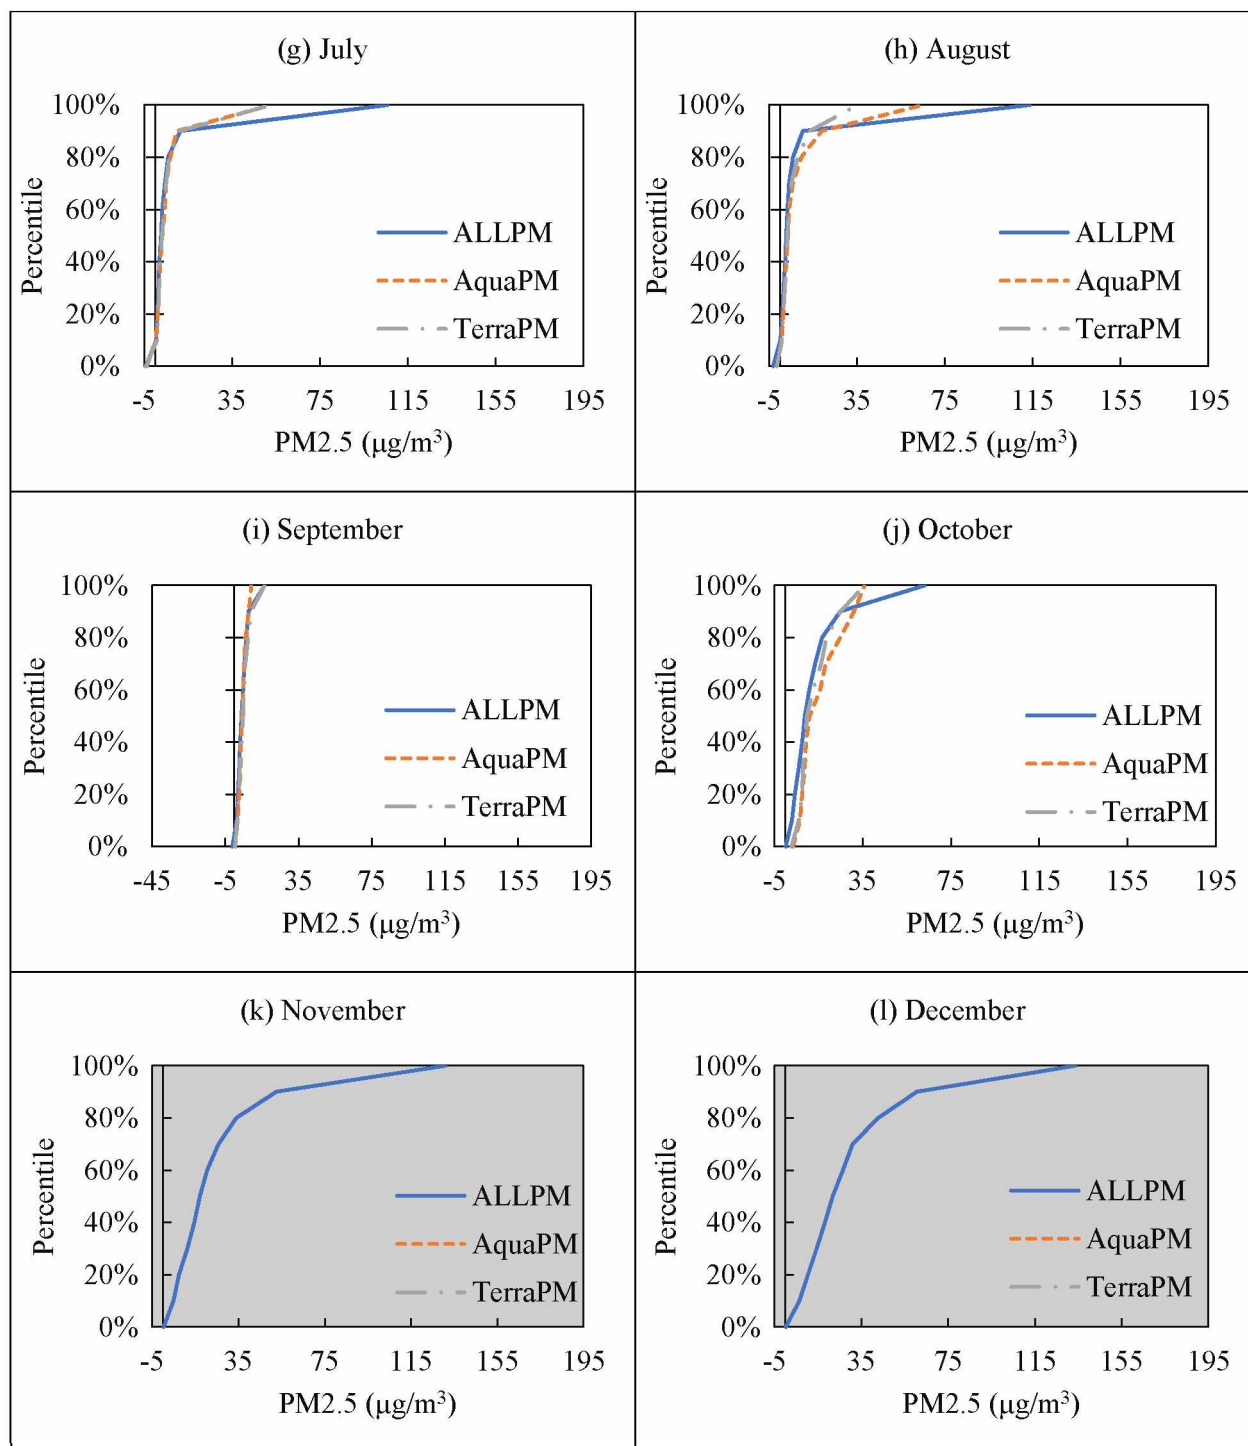 (g) July
100%
80%
60%
40%
20%
0%
Percentile
ALLPM
AquaPM
TerraPM
-5 35 75 115 155 195
PM2.5 (μg/m³)
(h) August
100%
80%
60%
40%
20%
0%
Percentile
ALLPM
AquaPM
TerraPM
-5 35 75 115 155 195
PM2.5 (μg/m³)
(i) September
100%
80%
60%
40%
20%
0%
Percentile
ALLPM
AquaPM
TerraPM
-45 -5 35 75 115 155 195
PM2.5 (μg/m³)
(j) October
100%
80%
60%
40%
20%
0%
Percentile
ALLPM
AquaPM
TerraPM
-5 35 75 115 155 195
PM2.5 (μg/m³)
(k) November
100%
80%
60%
40%
20%
0%
Percentile
ALLPM
AquaPM
TerraPM
-5 35 75 115 155 195
PM2.5 (μg/m³)
(l) December
100%
80%
60%
40%
20%
0%
Percentile
ALLPM
AquaPM
TerraPM
-5 35 75 115 155 195
PM2.5 (μg/m³)